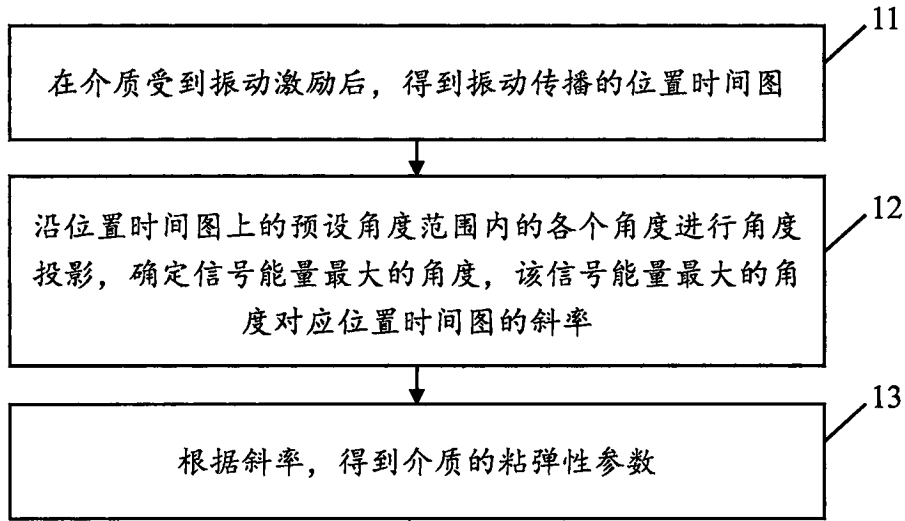 11
在介质受到振动激励后，得到振动传播的位置时间图
12
沿位置时间图上的预设角度范围内的各个角度进行角度
投影，确定信号能量最大的角度，该信号能量最大的角
度对应位置时间图的斜率
13
根据斜率，得到介质的粘弹性参数